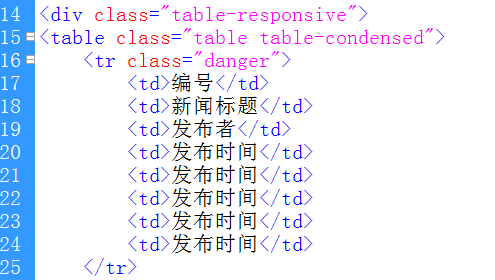 14 <div class="table-responsive">
15 <table class="table table-condensed">
16 <tr class="danger">
17 <td>编号</td>
18 <td>新闻标题</td>
19 <td>发布者</td>
20 <td>发布时间</td>
21 <td>发布时间</td>
22 <td>发布时间</td>
23 <td>发布时间</td>
24 <td>发布时间</td>
25 </tr>